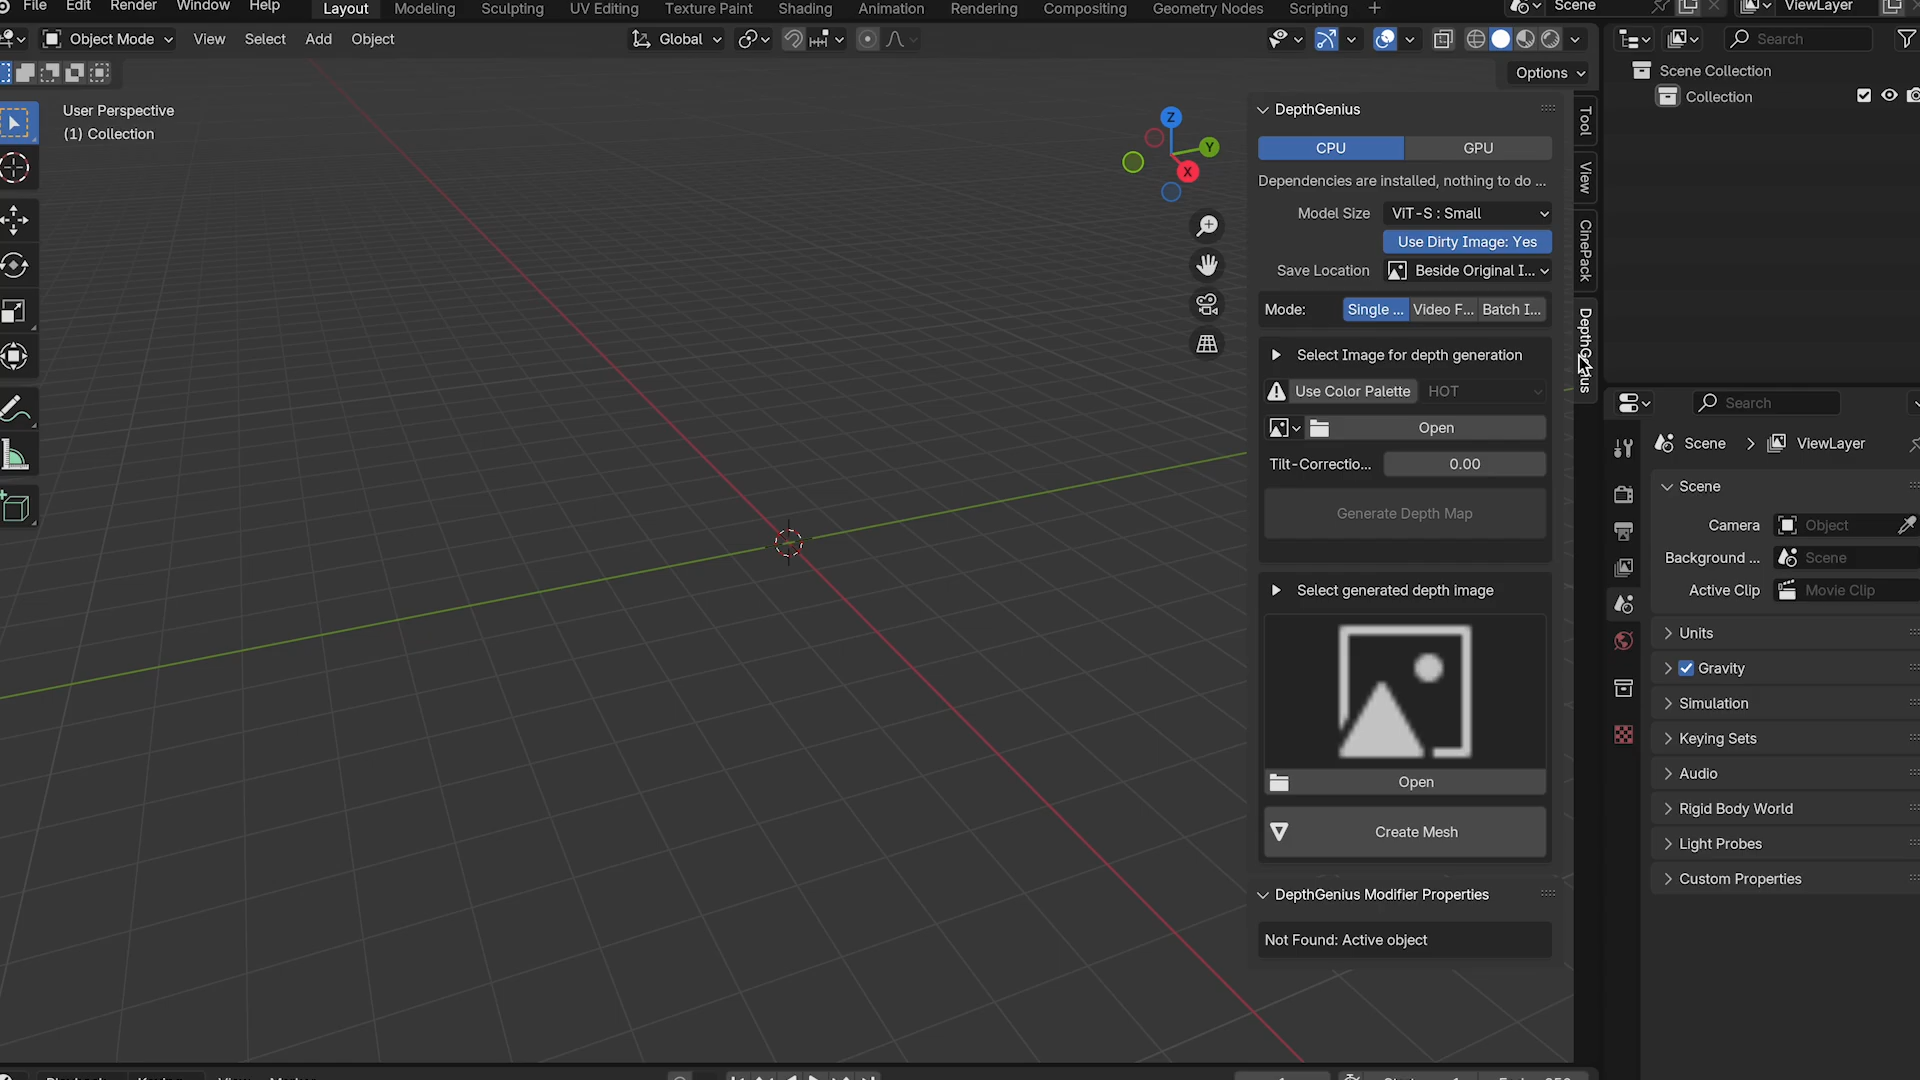 File Edit Render Window Help Layout Modeling Sculpting UV Editing Texture Paint Shading Animation Rendering Compositing Geometry Nodes Scripting + Scene ViewLayer
Object Mode View Select Add Object Global Search
Options
User Perspective
(1) Collection
Z
Y
X
DepthGenius
CPU GPU
Dependencies are installed, nothing to do ...
Model Size ViT-S : Small
Use Dirty Image: Yes
Save Location Beside Original I...
Mode: Single ... Video F... Batch I...
Select Image for depth generation
Use Color Palette HOT
Open
Tilt-Correctio... 0.00
Generate Depth Map
Select generated depth image
Open
Create Mesh
DepthGenius Modifier Properties
Not Found: Active object
Tool
View
CinePack
DepthGenius
Scene Collection
Collection
Search
Scene > ViewLayer
Scene
Camera Object
Background ... Scene
Active Clip Movie Clip
Units
Gravity
Simulation
Keying Sets
Audio
Rigid Body World
Light Probes
Custom Properties